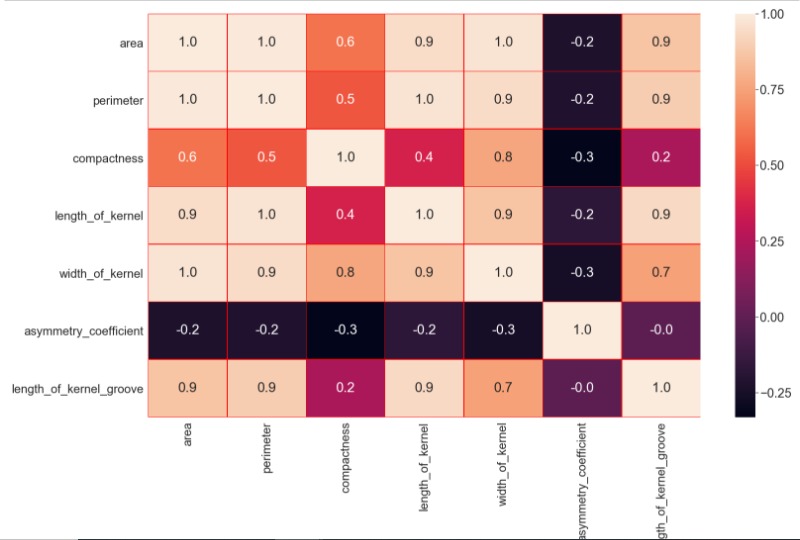 area 1.0 1.0 0.6 0.9 1.0 -0.2 0.9
perimeter 1.0 1.0 0.5 1.0 0.9 -0.2 0.9
compactness 0.6 0.5 1.0 0.4 0.8 -0.3 0.2
length_of_kernel 0.9 1.0 0.4 1.0 0.9 -0.2 0.9
width_of_kernel 1.0 0.9 0.8 0.9 1.0 -0.3 0.7
asymmetry_coefficient -0.2 -0.2 -0.3 -0.2 -0.3 1.0 -0.0
length_of_kernel_groove 0.9 0.9 0.2 0.9 0.7 -0.0 1.0
area
perimeter
compactness
length_of_kernel
width_of_kernel
asymmetry_coefficient
gth_of_kernel_groove
1.00
0.75
0.50
0.25
0.00
−0.25